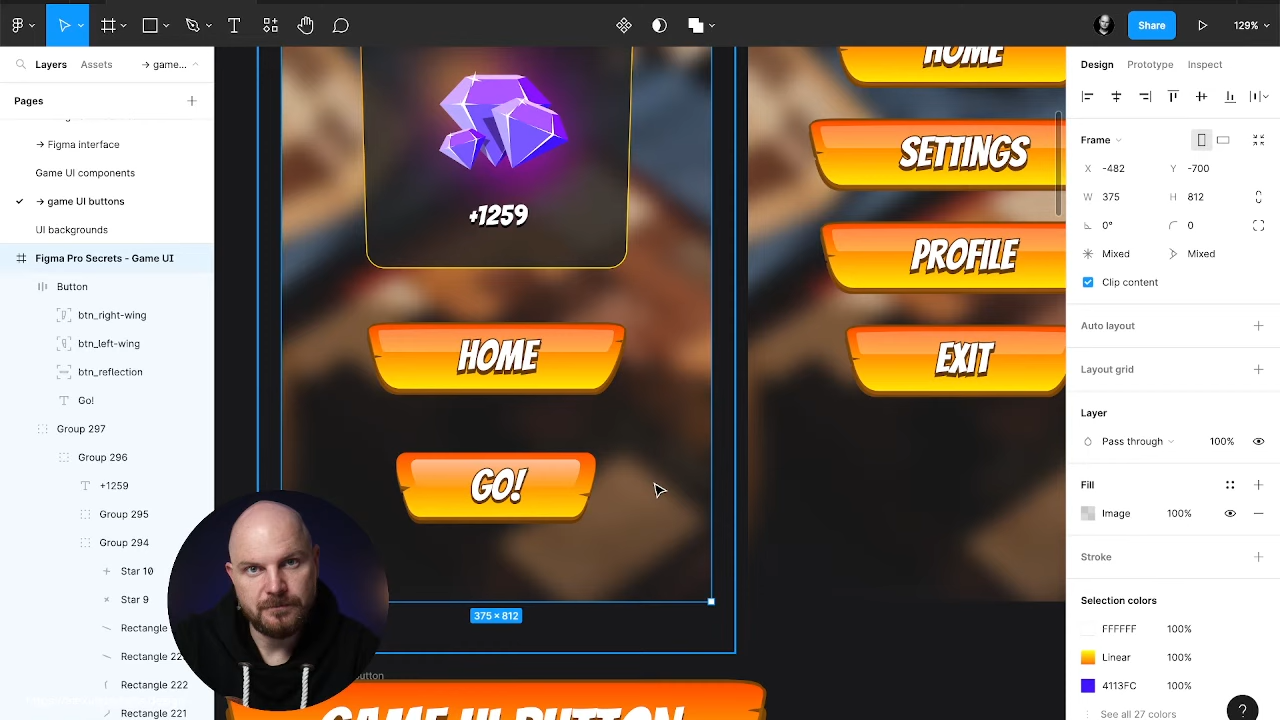 Share
129%
Layers
Assets
→ game...
Pages
→ Figma interface
Game UI components
→ game UI buttons
UI backgrounds
Figma Pro Secrets - Game UI
Button
btn_right-wing
btn_left-wing
btn_reflection
Go!
Group 297
Group 296
+1259
Group 295
Group 294
Star 10
Star 9
Rectangle
Rectangle 22
Rectangle 222
Rectangle 221
+1259
HOME
GO!
375 × 812
utton
GAME UI BUTTON
HOME
SETTINGS
PROFILE
EXIT
Design
Prototype
Inspect
Frame
X -482
Y -700
W 375
H 812
0°
0
Mixed
Mixed
Clip content
Auto layout
Layout grid
Layer
Pass through
100%
Fill
Image
100%
Stroke
Selection colors
FFFFFF
100%
Linear
100%
4113FC
100%
See all 27 colors
?